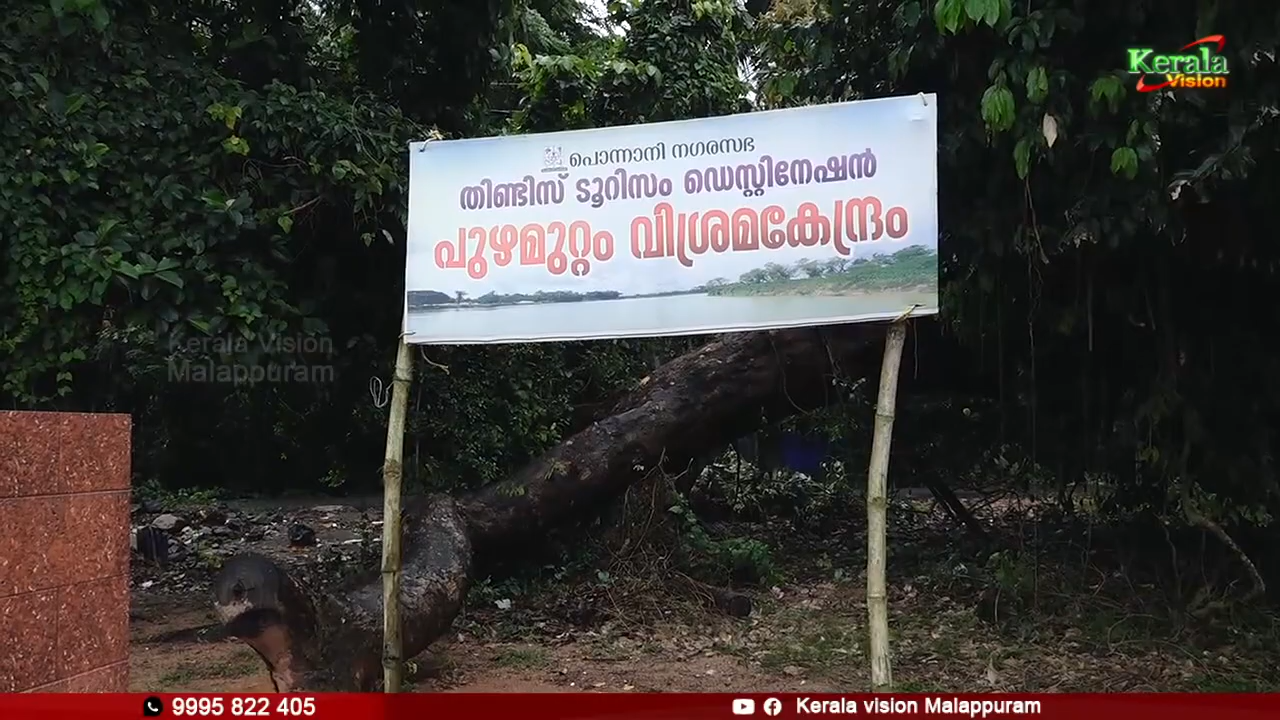 Kerala
Vision
പൊന്നാനി നഗരസഭ
തിണ്ടിസ് ടൂറിസം ഡെസ്റ്റിനേഷൻ
പുഴമുറ്റം വിശ്രമകേന്ദ്രം
Kerala Vision
Malappuram
9995 822 405
Kerala vision Malappuram